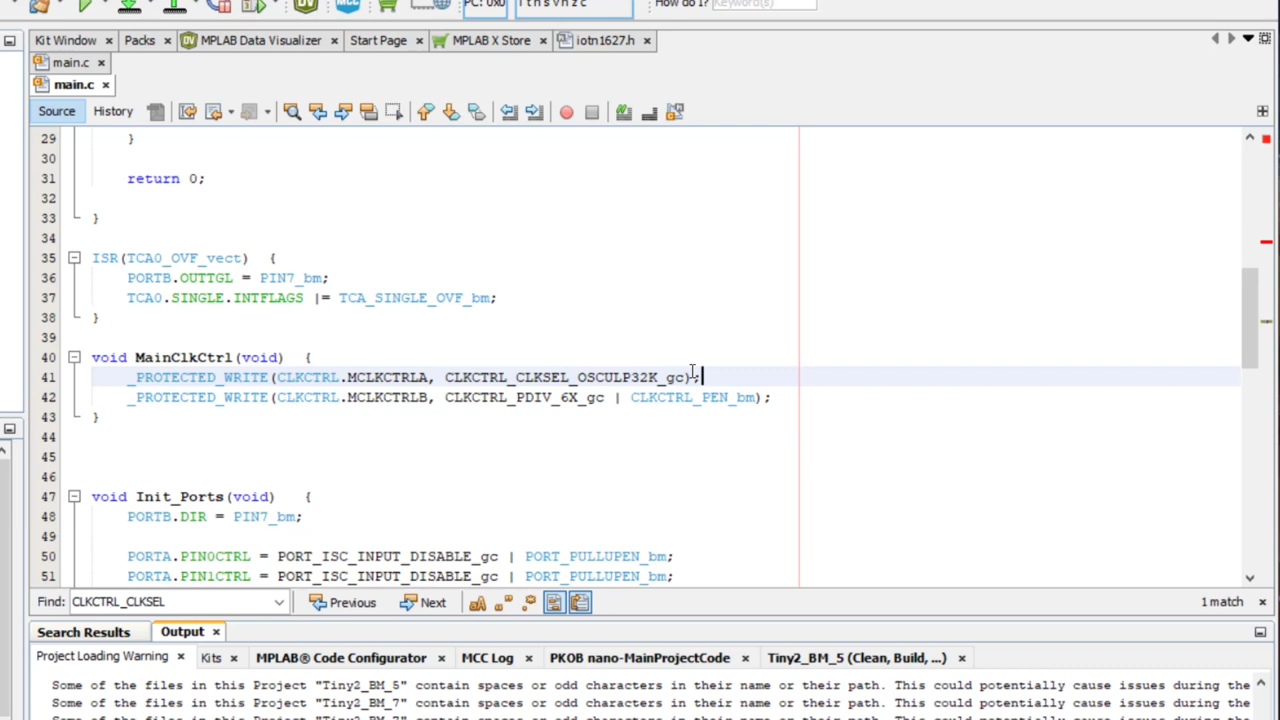 DV
MCC
PC: 0x0
How do I?
Keyword(s)
Kit Window
Packs
MPLAB Data Visualizer
Start Page
MPLAB X Store
iotn1627.h
main.c
main.c
Source History
29 }
30
31 return 0;
32
33 }
34
35 ISR(TCA0_OVF_vect) {
36 PORTB.OUTTGL = PIN7_bm;
37 TCA0.SINGLE.INTFLAGS |= TCA_SINGLE_OVF_bm;
38 }
39
40 void MainClkCtrl(void) {
41 _PROTECTED_WRITE(CLKCTRL.MCLKCTRLA, CLKCTRL_CLKSEL_OSCULP32K_gc);
42 _PROTECTED_WRITE(CLKCTRL.MCLKCTRLB, CLKCTRL_PDIV_6X_gc | CLKCTRL_PEN_bm);
43 }
44
45
46
47 void Init_Ports(void) {
48 PORTB.DIR = PIN7_bm;
49
50 PORTA.PIN0CTRL = PORT_ISC_INPUT_DISABLE_gc | PORT_PULLUPEN_bm;
51 PORTA.PIN1CTRL = PORT_ISC_INPUT_DISABLE_gc | PORT_PULLUPEN_bm;
Find: CLKCTRL_CLKSEL Previous Next 1 match
Search Results Output
Project Loading Warning Kits MPLAB® Code Configurator MCC Log PKOB nano-MainProjectCode Tiny2_BM_5 (Clean, Build, ...)
Some of the files in this Project "Tiny2_BM_5" contain spaces or odd characters in their name or their path. This could potentially cause issues during the
Some of the files in this Project "Tiny2_BM_7" contain spaces or odd characters in their name or their path. This could potentially cause issues during the